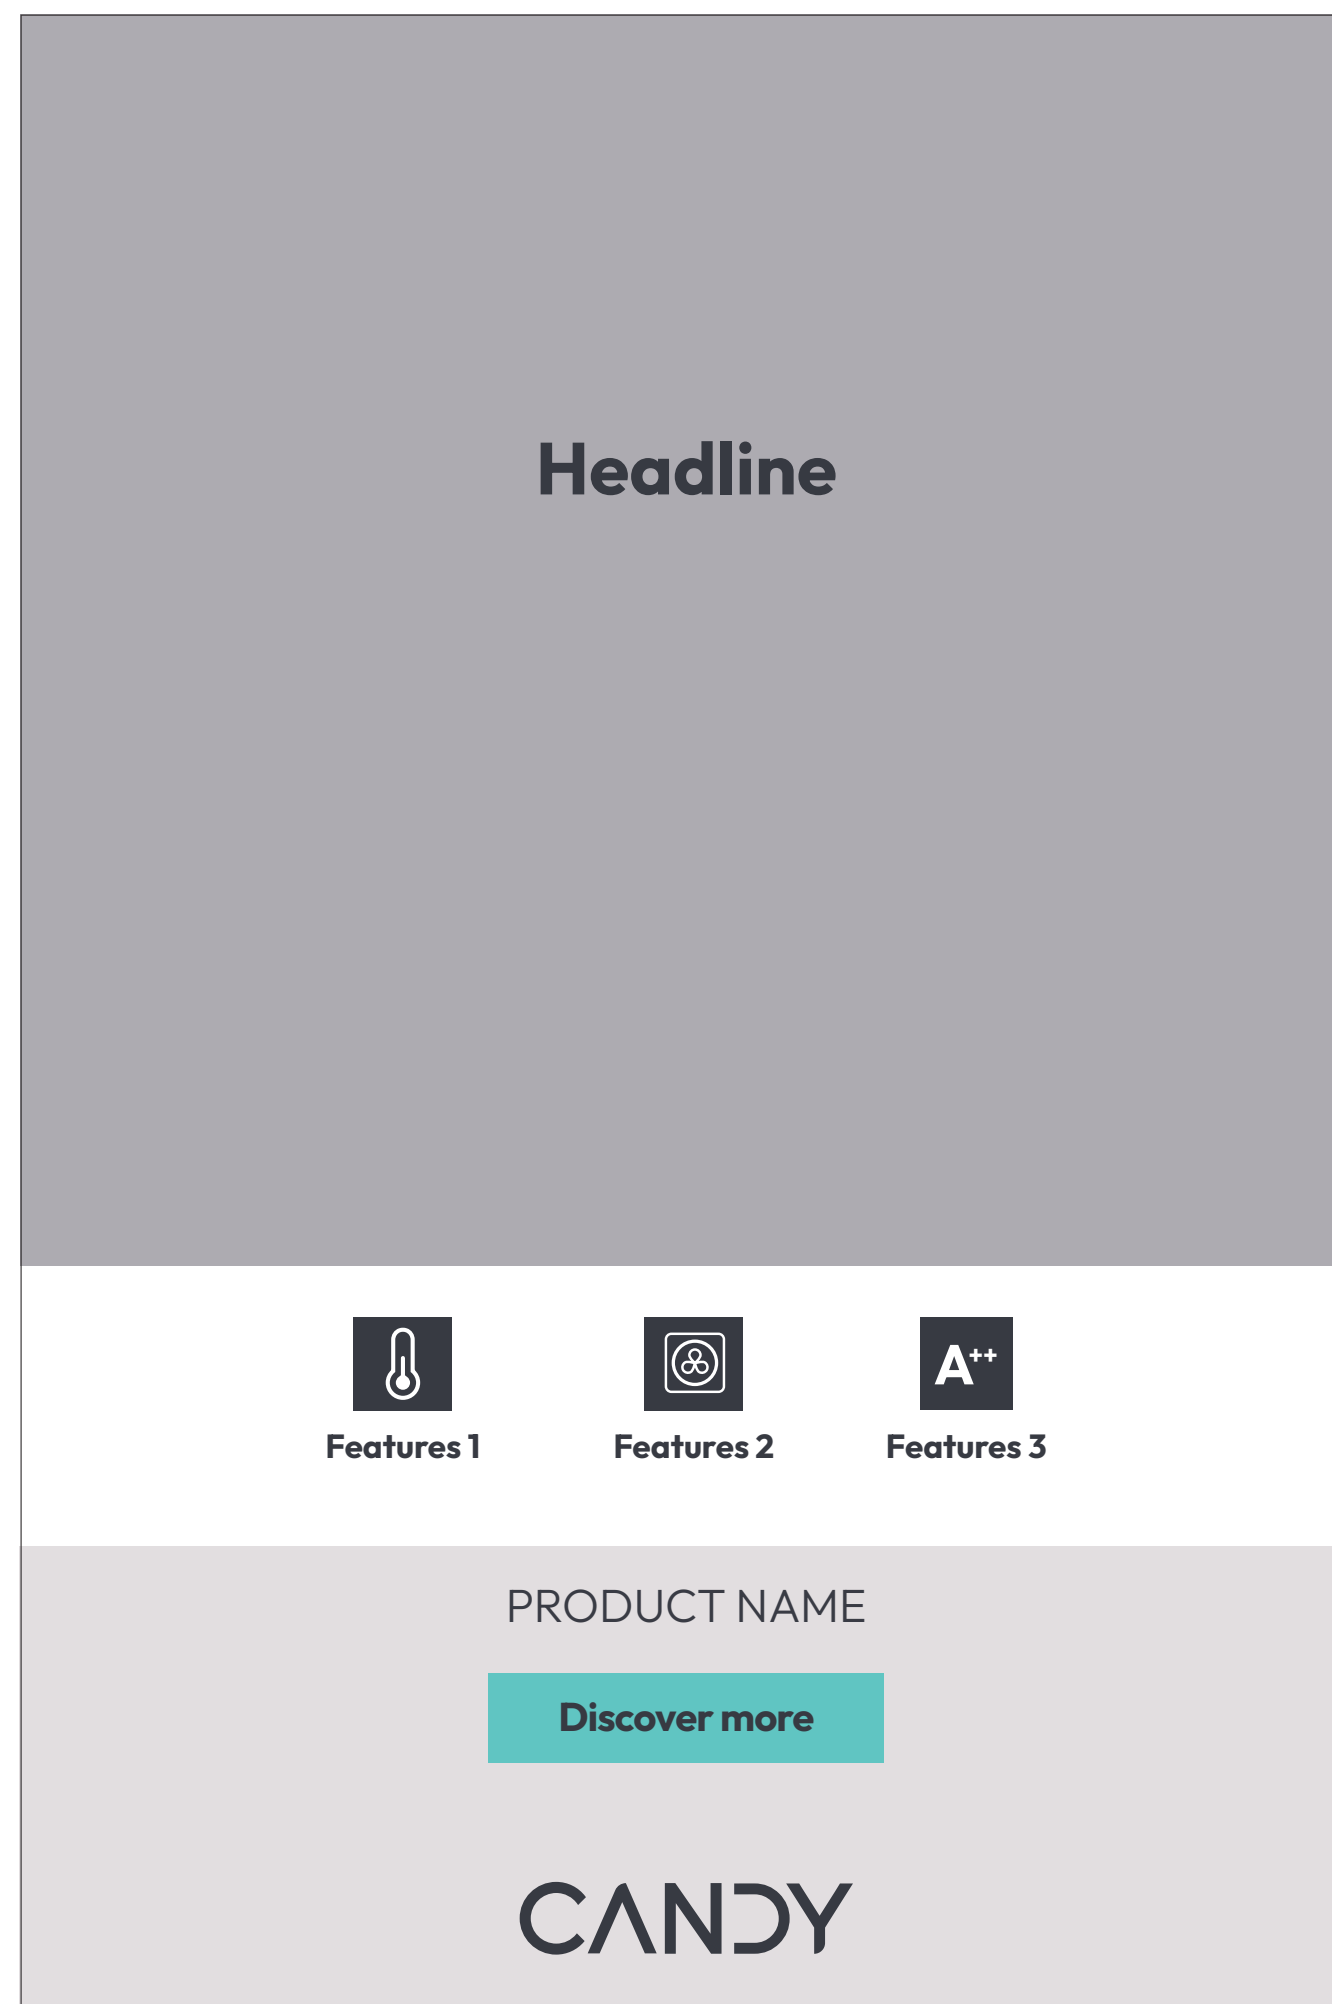 Headline
A++
Features 1
Features 2
Features 3
PRODUCT NAME
Discover more
CANDY